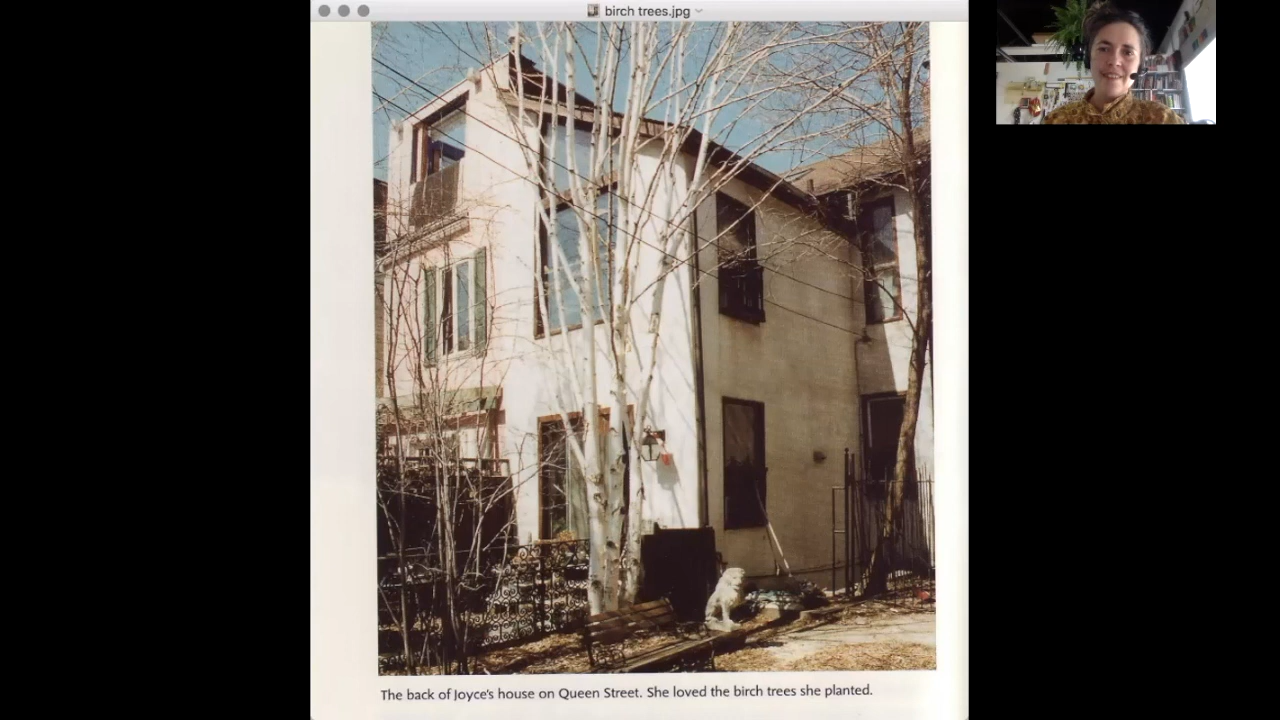 birch trees.jpg
The back of Joyce's house on Queen Street. She loved the birch trees she planted.